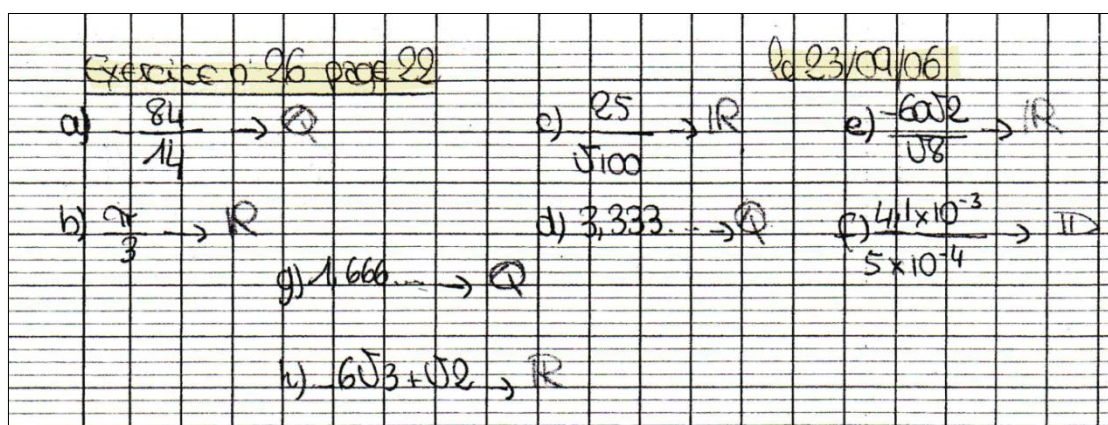 Exercice n° 26 page 22 le 23/09/06
a) 84/14 → ℚ c) 25/√100 → ℝ e) -60√2/√8 → ℝ
b) π/3 → ℝ d) 3,333... → ℚ f) 4,1×10⁻³/5×10⁻⁴ → 𝔻
g) 1,666... → ℚ
h) -6√3+√2 → ℝ